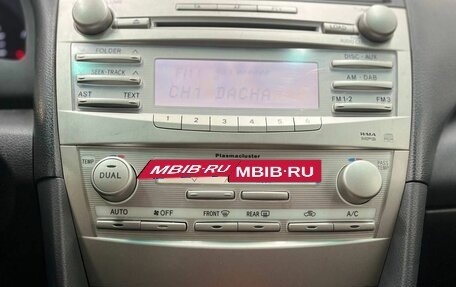 LOAD
FOLDER
DISC·AUX
SEEK·TRACK
AM·DAB
AST TEXT
FM1·2 FM3
CH1 DACHA
1 2 3 4 5 6
WMA
MP3
Plasmacluster
TEMP
PASS
TEMP
DUAL
MBIB·RU MBIB·RU
AUTO OFF FRONT REAR A/C